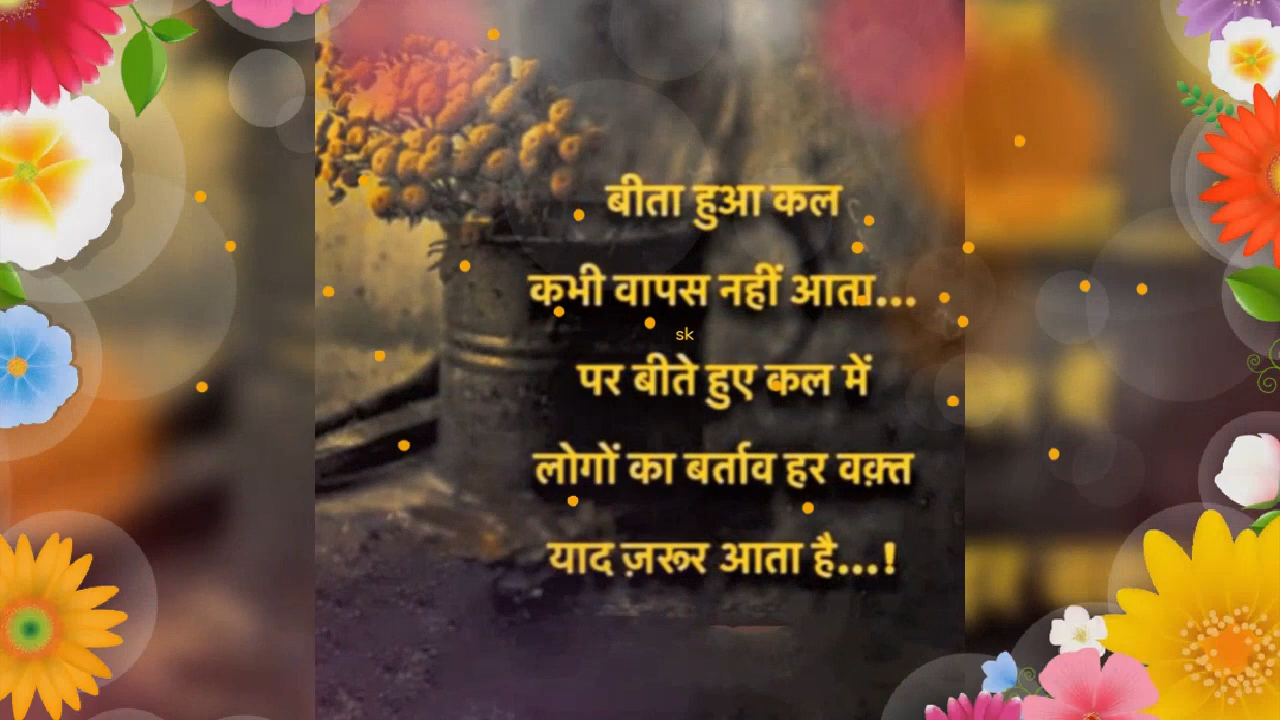 बीता हुआ कल
कभी वापस नहीं आता...
sk
पर बीते हुए कल में
लोगों का बर्ताव हर वक़्त
याद ज़रूर आता है...!